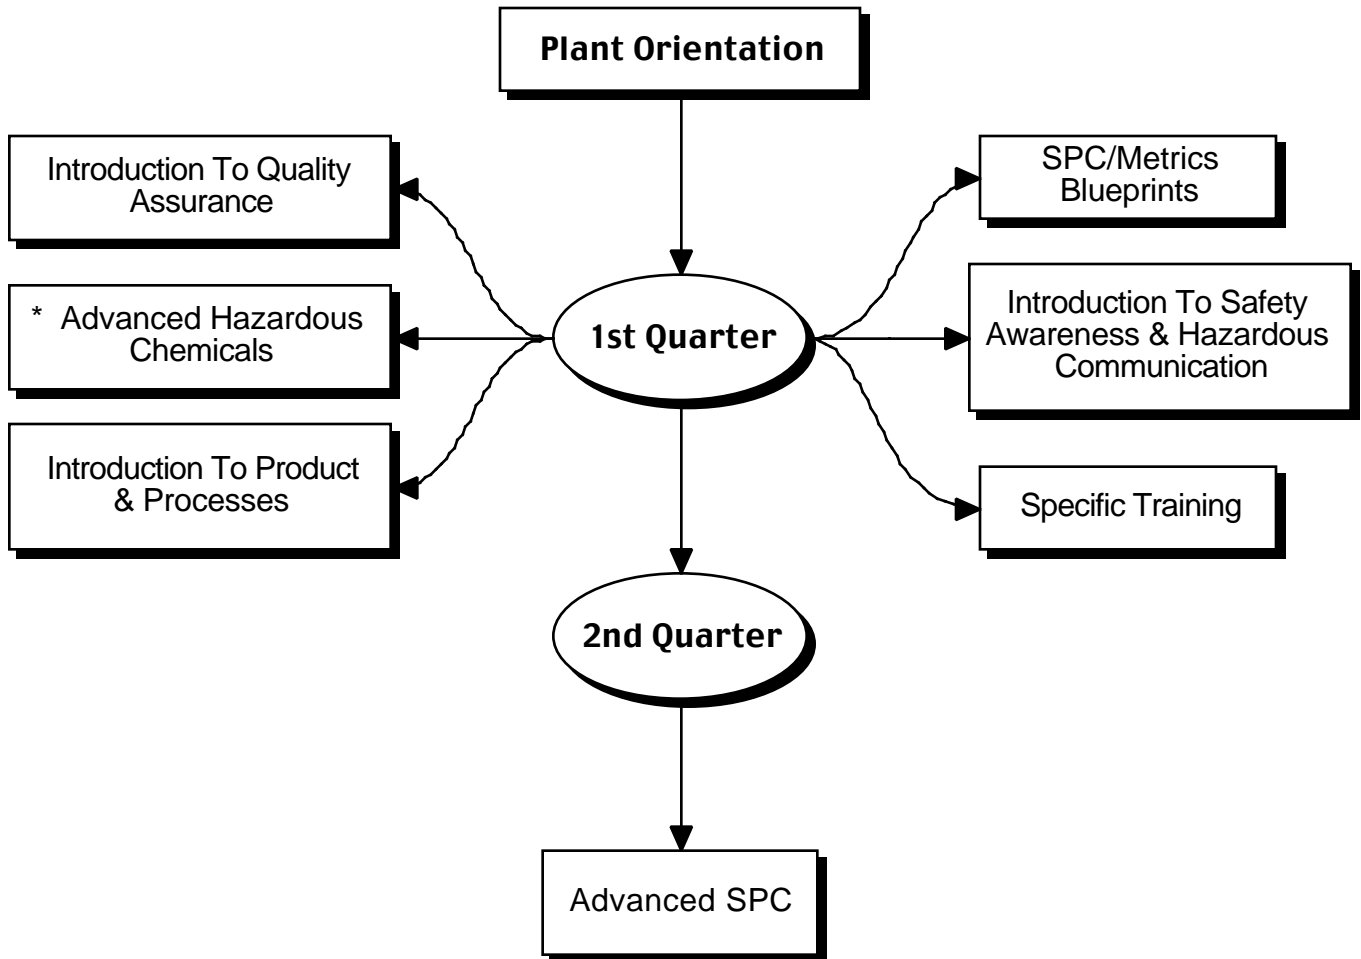 Plant Orientation
Introduction To Quality
Assurance
* Advanced Hazardous
Chemicals
Introduction To Product
& Processes
1st Quarter
SPC/Metrics
Blueprints
Introduction To Safety
Awareness & Hazardous
Communication
Specific Training
2nd Quarter
Advanced SPC